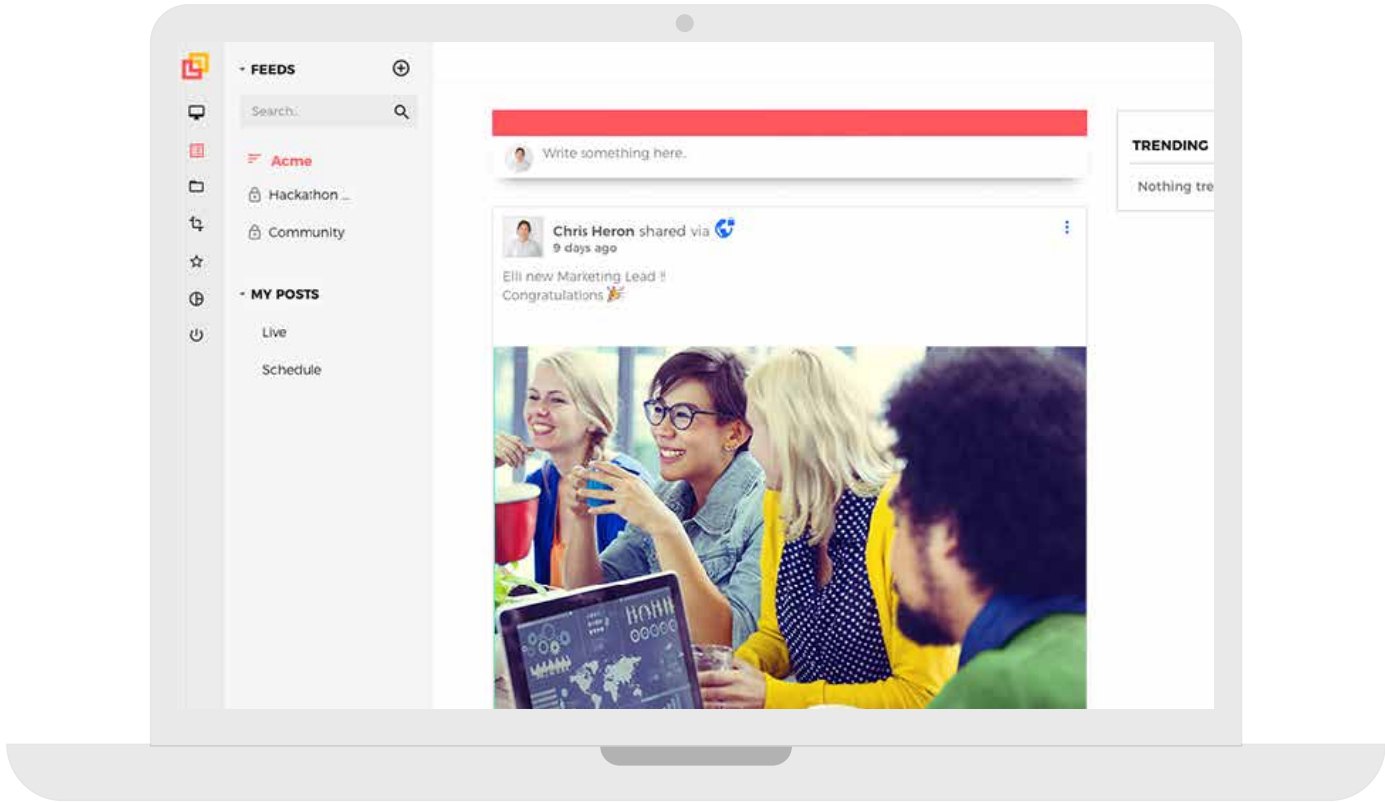 FEEDS
Search..
Acme
Hackathon ...
Community
MY POSTS
Live
Schedule
Write something here..
Chris Heron shared via
9 days ago
Elli new Marketing Lead !!
Congratulations 🎉
TRENDING
Nothing tre